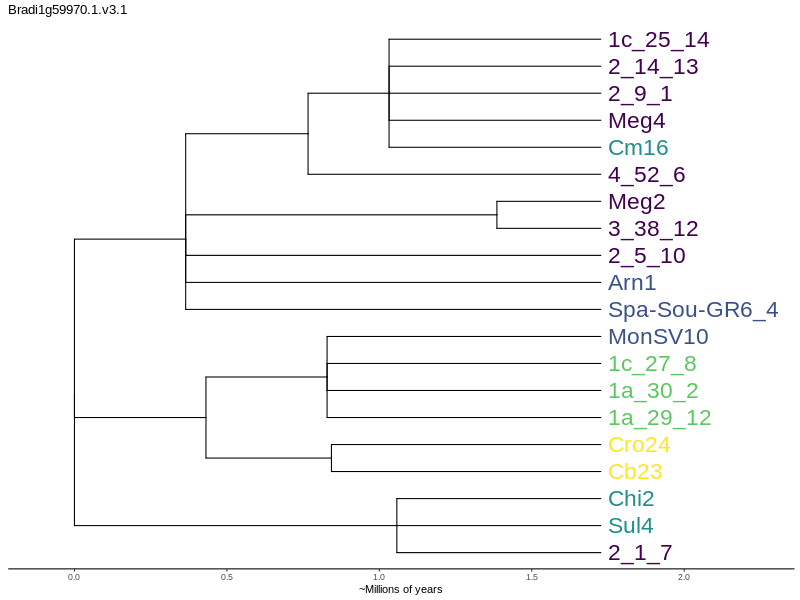 Bradi1g59970.1.v3.1
1c_25_14
2_14_13
2_9_1
Meg4
Cm16
4_52_6
Meg2
3_38_12
2_5_10
Arn1
Spa-Sou-GR6_4
MonSV10
1c_27_8
1a_30_2
1a_29_12
Cro24
Cb23
Chi2
Sul4
2_1_7
0.0 0.5 1.0 1.5 2.0
~Millions of years